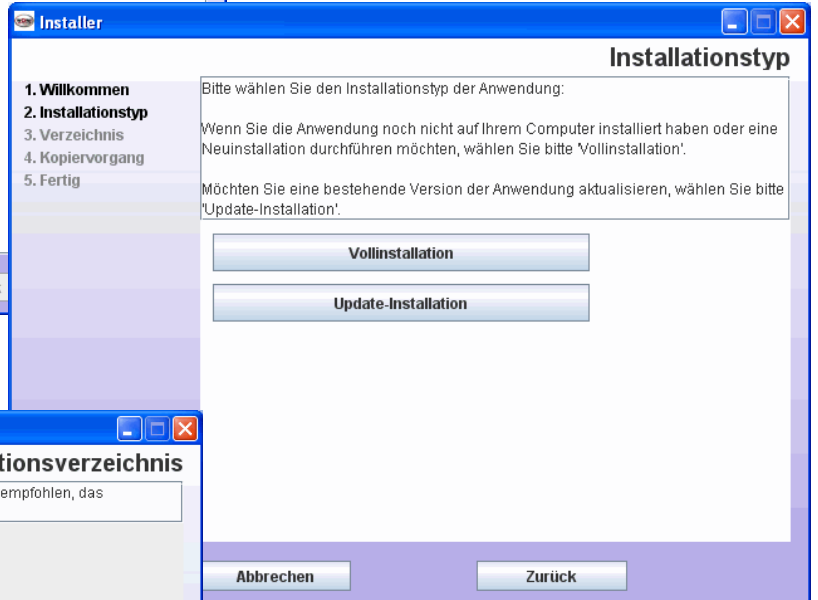 Installer
Installationstyp
1. Willkommen
2. Installationstyp
3. Verzeichnis
4. Kopiervorgang
5. Fertig
Bitte wählen Sie den Installationstyp der Anwendung:
Wenn Sie die Anwendung noch nicht auf Ihrem Computer installiert haben oder eine
Neuinstallation durchführen möchten, wählen Sie bitte 'Vollinstallation'.
Möchten Sie eine bestehende Version der Anwendung aktualisieren, wählen Sie bitte
'Update-Installation'.
Vollinstallation
Update-Installation
tionsverzeichnis
empfohlen, das
Abbrechen
Zurück